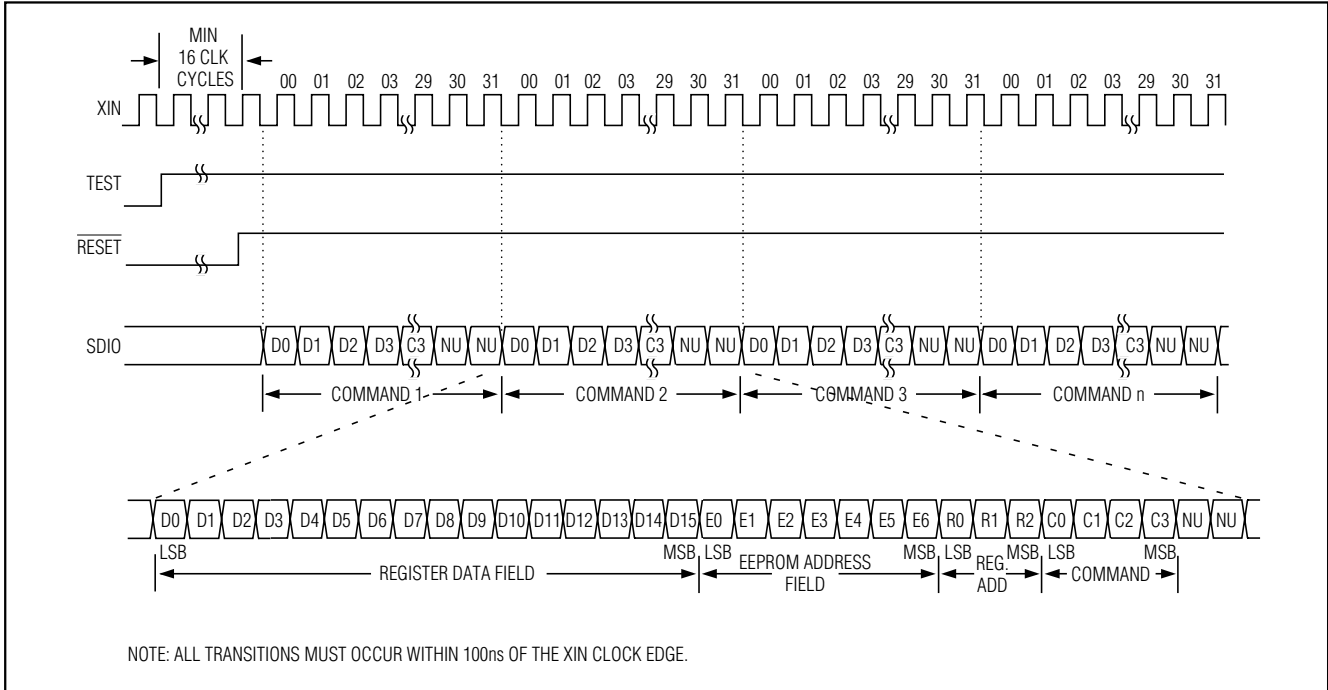 MIN
16 CLK
CYCLES
00 01 02 03 29 30 31 00 01 02 03 29 30 31 00 01 02 03 29 30 31 00 01 02 03 29 30 31
XIN
TEST
RESET
SDIO D0 D1 D2 D3 C3 NU NU D0 D1 D2 D3 C3 NU NU D0 D1 D2 D3 C3 NU NU D0 D1 D2 D3 C3 NU NU
COMMAND 1 COMMAND 2 COMMAND 3 COMMAND n
D0 D1 D2 D3 D4 D5 D6 D7 D8 D9 D10 D11 D12 D13 D14 D15 E0 E1 E2 E3 E4 E5 E6 R0 R1 R2 C0 C1 C2 C3 NU NU
LSB MSB LSB MSB LSB MSB LSB MSB
REGISTER DATA FIELD
EEPROM ADDRESS
FIELD
REG.
ADD
COMMAND
NOTE: ALL TRANSITIONS MUST OCCUR WITHIN 100ns OF THE XIN CLOCK EDGE.